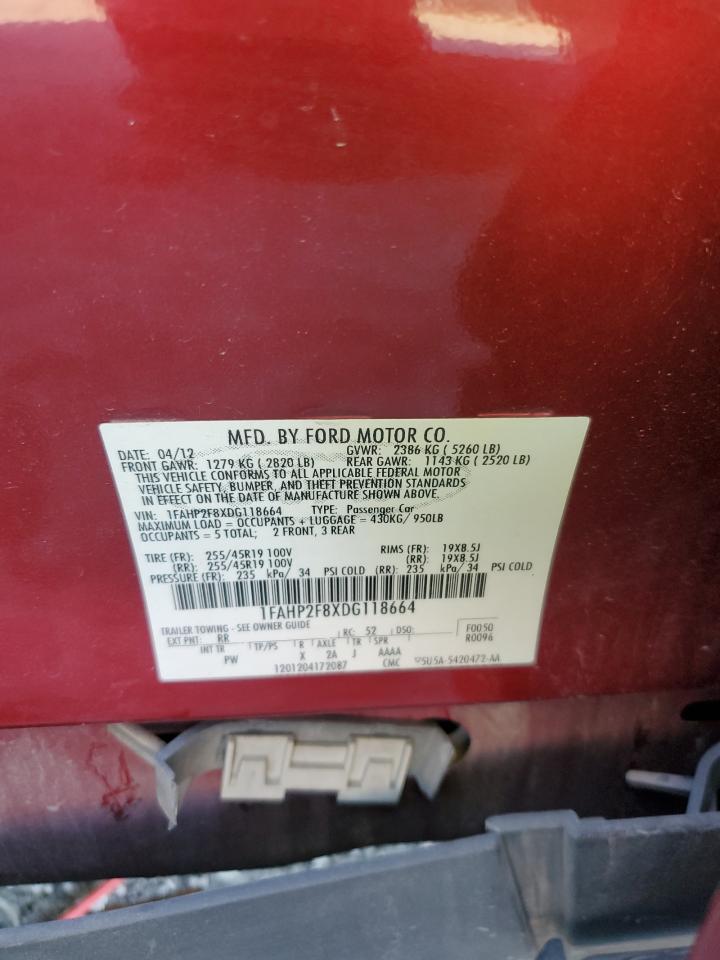 MFD. BY FORD MOTOR CO.
DATE: 04/12 GVWR: 2386 KG ( 5260 LB)
FRONT GAWR: 1279 KG ( 2820 LB) REAR GAWR: 1143 KG ( 2520 LB)
THIS VEHICLE CONFORMS TO ALL APPLICABLE FEDERAL MOTOR
VEHICLE SAFETY, BUMPER, AND THEFT PREVENTION STANDARDS
IN EFFECT ON THE DATE OF MANUFACTURE SHOWN ABOVE.
VIN: 1FAHP2F8XDG118664 TYPE: Passenger Car
MAXIMUM LOAD = OCCUPANTS + LUGGAGE = 430KG/ 950LB
OCCUPANTS = 5 TOTAL; 2 FRONT, 3 REAR
TIRE (FR): 255/45R19 100V RIMS (FR): 19X8.5J
(RR): 255/45R19 100V (RR): 19X8.5J
PRESSURE (FR): 235 kPa/ 34 PSI COLD (RR): 235 kPa/34 PSI COLD
1FAHP2F8XDG118664
TRAILER TOWING - SEE OWNER GUIDE
EXT PNT: RR RC: 52 DSO: F0050
INT TR TP/PS R AXLE TR SPR R0096
PW X 2A J AAAA
1201204172087 CMC 5U5A-5420472-AA